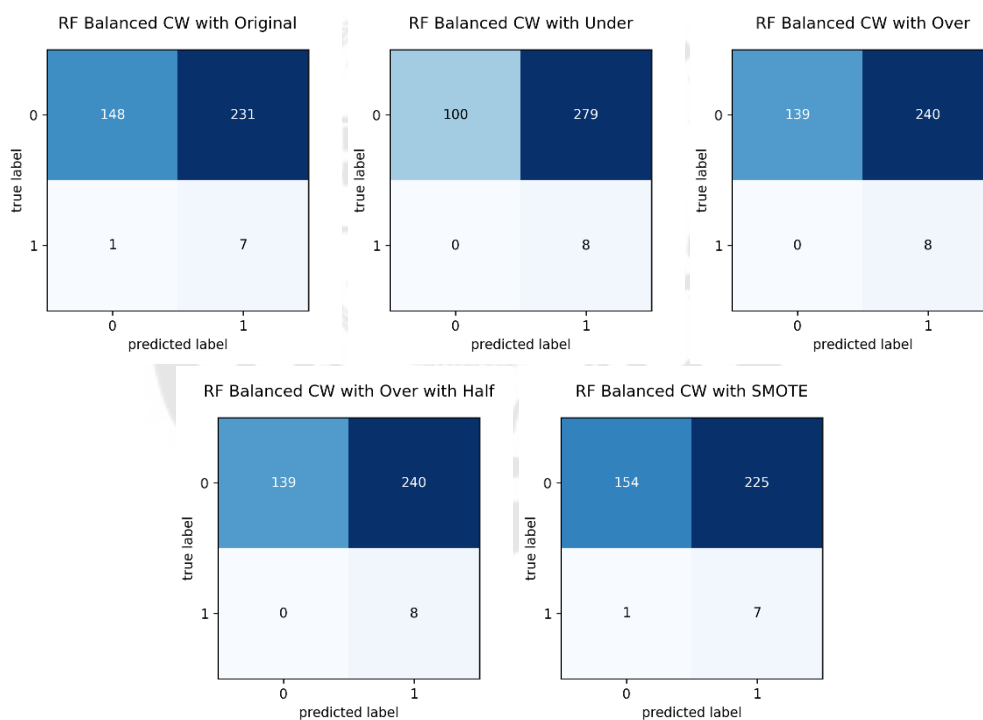 RF Balanced CW with Original
0
148
231
true label
1
1
7
0
1
predicted label
RF Balanced CW with Under
0
100
279
true label
1
0
8
0
1
predicted label
RF Balanced CW with Over
0
139
240
true label
1
0
8
0
1
predicted label
RF Balanced CW with Over with Half
0
139
240
true label
1
0
8
0
1
predicted label
RF Balanced CW with SMOTE
0
154
225
true label
1
1
7
0
1
predicted label